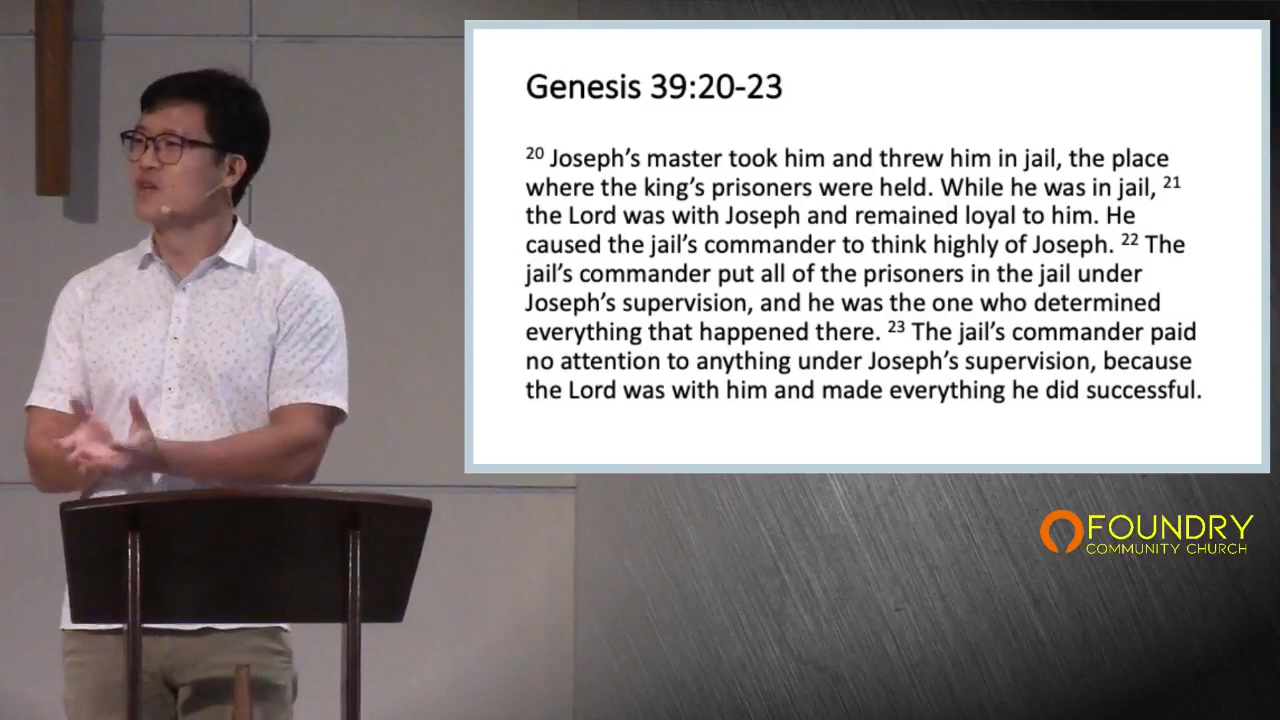 Genesis 39:20-23
20 Joseph's master took him and threw him in jail, the place
where the king's prisoners were held. While he was in jail, 21
the Lord was with Joseph and remained loyal to him. He
caused the jail's commander to think highly of Joseph. 22 The
jail's commander put all of the prisoners in the jail under
Joseph's supervision, and he was the one who determined
everything that happened there. 23 The jail's commander paid
no attention to anything under Joseph's supervision, because
the Lord was with him and made everything he did successful.
FOUNDRY
COMMUNITY CHURCH